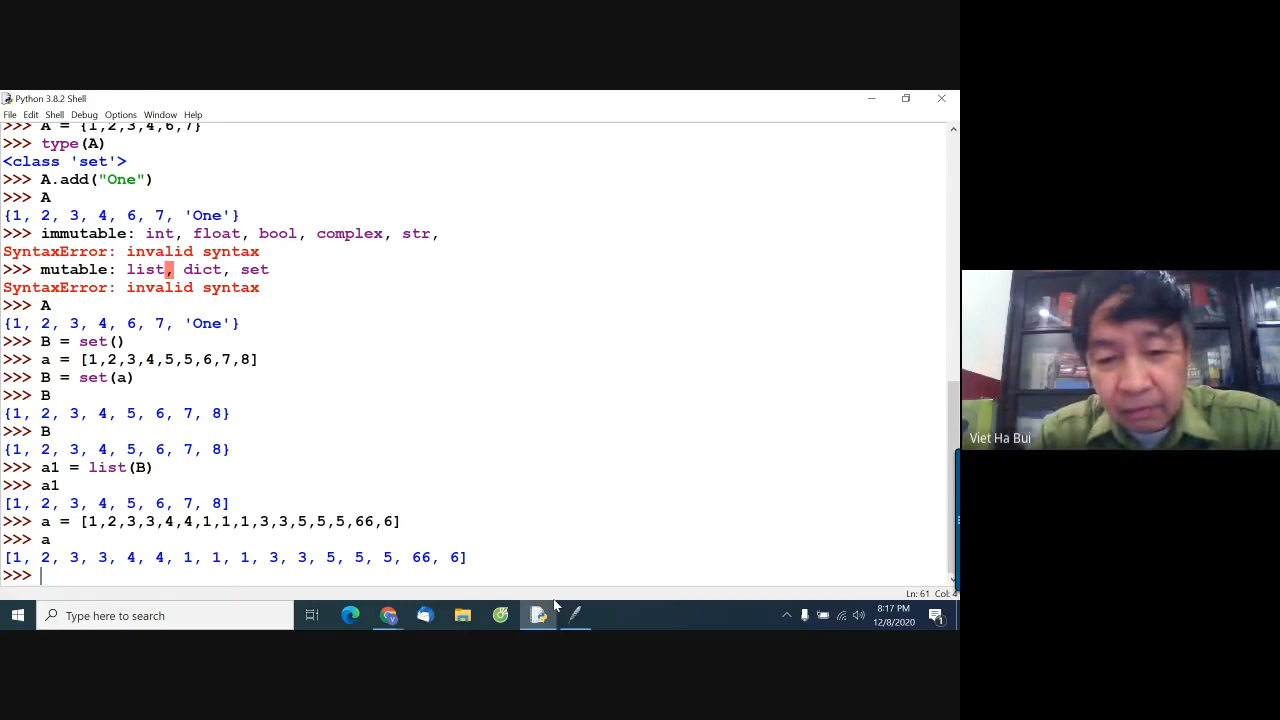 Python 3.8.2 Shell
File Edit Shell Debug Options Window Help
>>> A = {1,2,3,4,6,7}
>>> type(A)
<class 'set'>
>>> A.add("One")
>>> A
{1, 2, 3, 4, 6, 7, 'One'}
>>> immutable: int, float, bool, complex, str,
SyntaxError: invalid syntax
>>> mutable: list, dict, set
SyntaxError: invalid syntax
>>> A
{1, 2, 3, 4, 6, 7, 'One'}
>>> B = set()
>>> a = [1,2,3,4,5,5,6,7,8]
>>> B = set(a)
>>> B
{1, 2, 3, 4, 5, 6, 7, 8}
>>> B
{1, 2, 3, 4, 5, 6, 7, 8}
>>> a1 = list(B)
>>> a1
[1, 2, 3, 4, 5, 6, 7, 8]
>>> a = [1,2,3,3,4,4,1,1,1,3,3,5,5,5,66,6]
>>> a
[1, 2, 3, 3, 4, 4, 1, 1, 1, 3, 3, 5, 5, 5, 66, 6]
>>>
Ln: 61 Col: 4
Type here to search
8:17 PM
12/8/2020
1
Viet Ha Bui